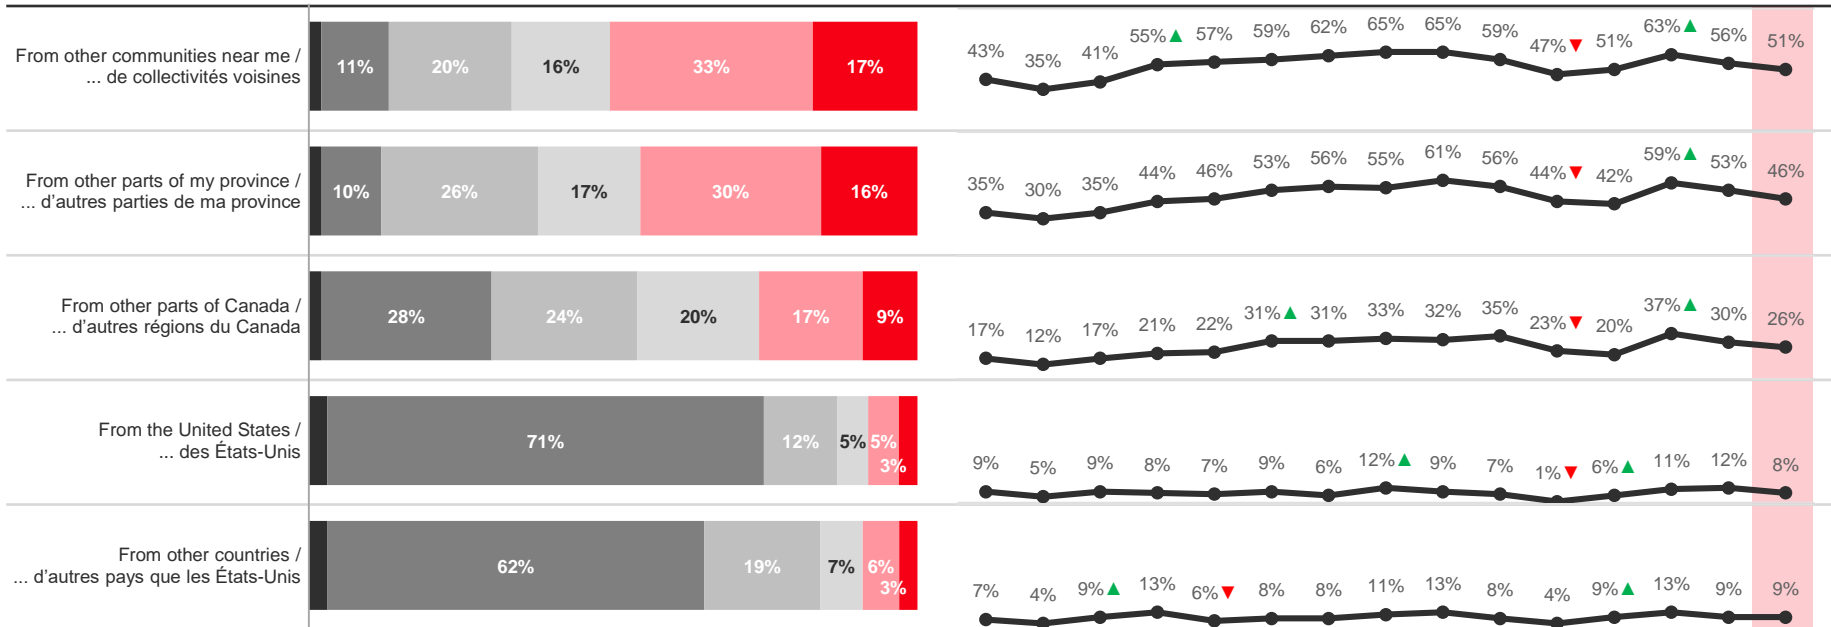 From other communities near me /
... de collectivités voisines
11% 20% 16% 33% 17%
43% 35% 41% 55% ▲ 57% 59% 62% 65% 65% 59% 47% ▼ 51% 63% ▲ 56% 51%
From other parts of my province /
... d'autres parties de ma province
10% 26% 17% 30% 16%
35% 30% 35% 44% 46% 53% 56% 55% 61% 56% 44% ▼ 42% 59% ▲ 53% 46%
From other parts of Canada /
... d'autres régions du Canada
28% 24% 20% 17% 9%
17% 12% 17% 21% 22% 31% ▲ 31% 33% 32% 35% 23% ▼ 20% 37% ▲ 30% 26%
From the United States /
... des États-Unis
71% 12% 5% 5% 3%
9% 5% 9% 8% 7% 9% 6% 12% ▲ 9% 7% 1% ▼ 6% ▲ 11% 12% 8%
From other countries /
... d'autres pays que les États-Unis
62% 19% 7% 6% 3%
7% 4% 9% ▲ 13% 6% ▼ 8% 8% 11% 13% 8% 4% 9% ▲ 13% 9% 9%